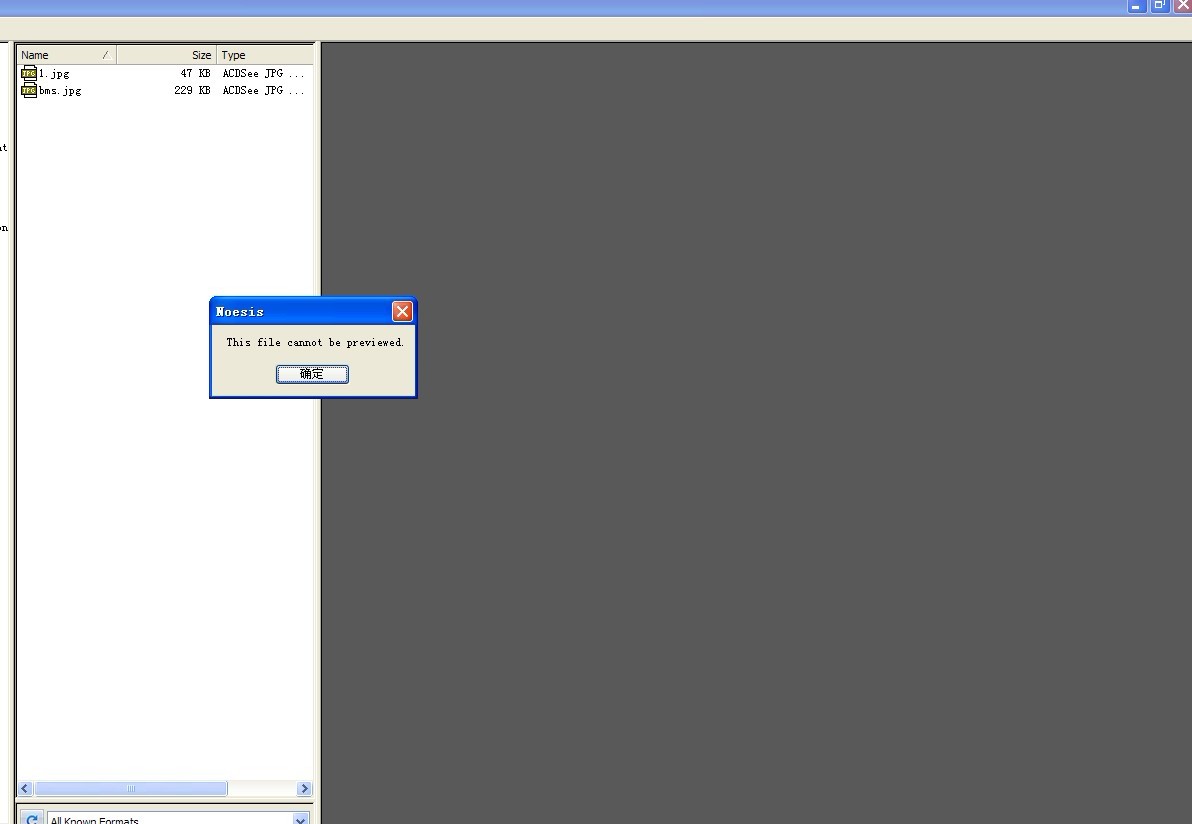 Name Size Type
1.jpg 47 KB ACDSee JPG ...
bms.jpg 229 KB ACDSee JPG ...
nt
on
Noesis
This file cannot be previewed.
确定
All Known Formats